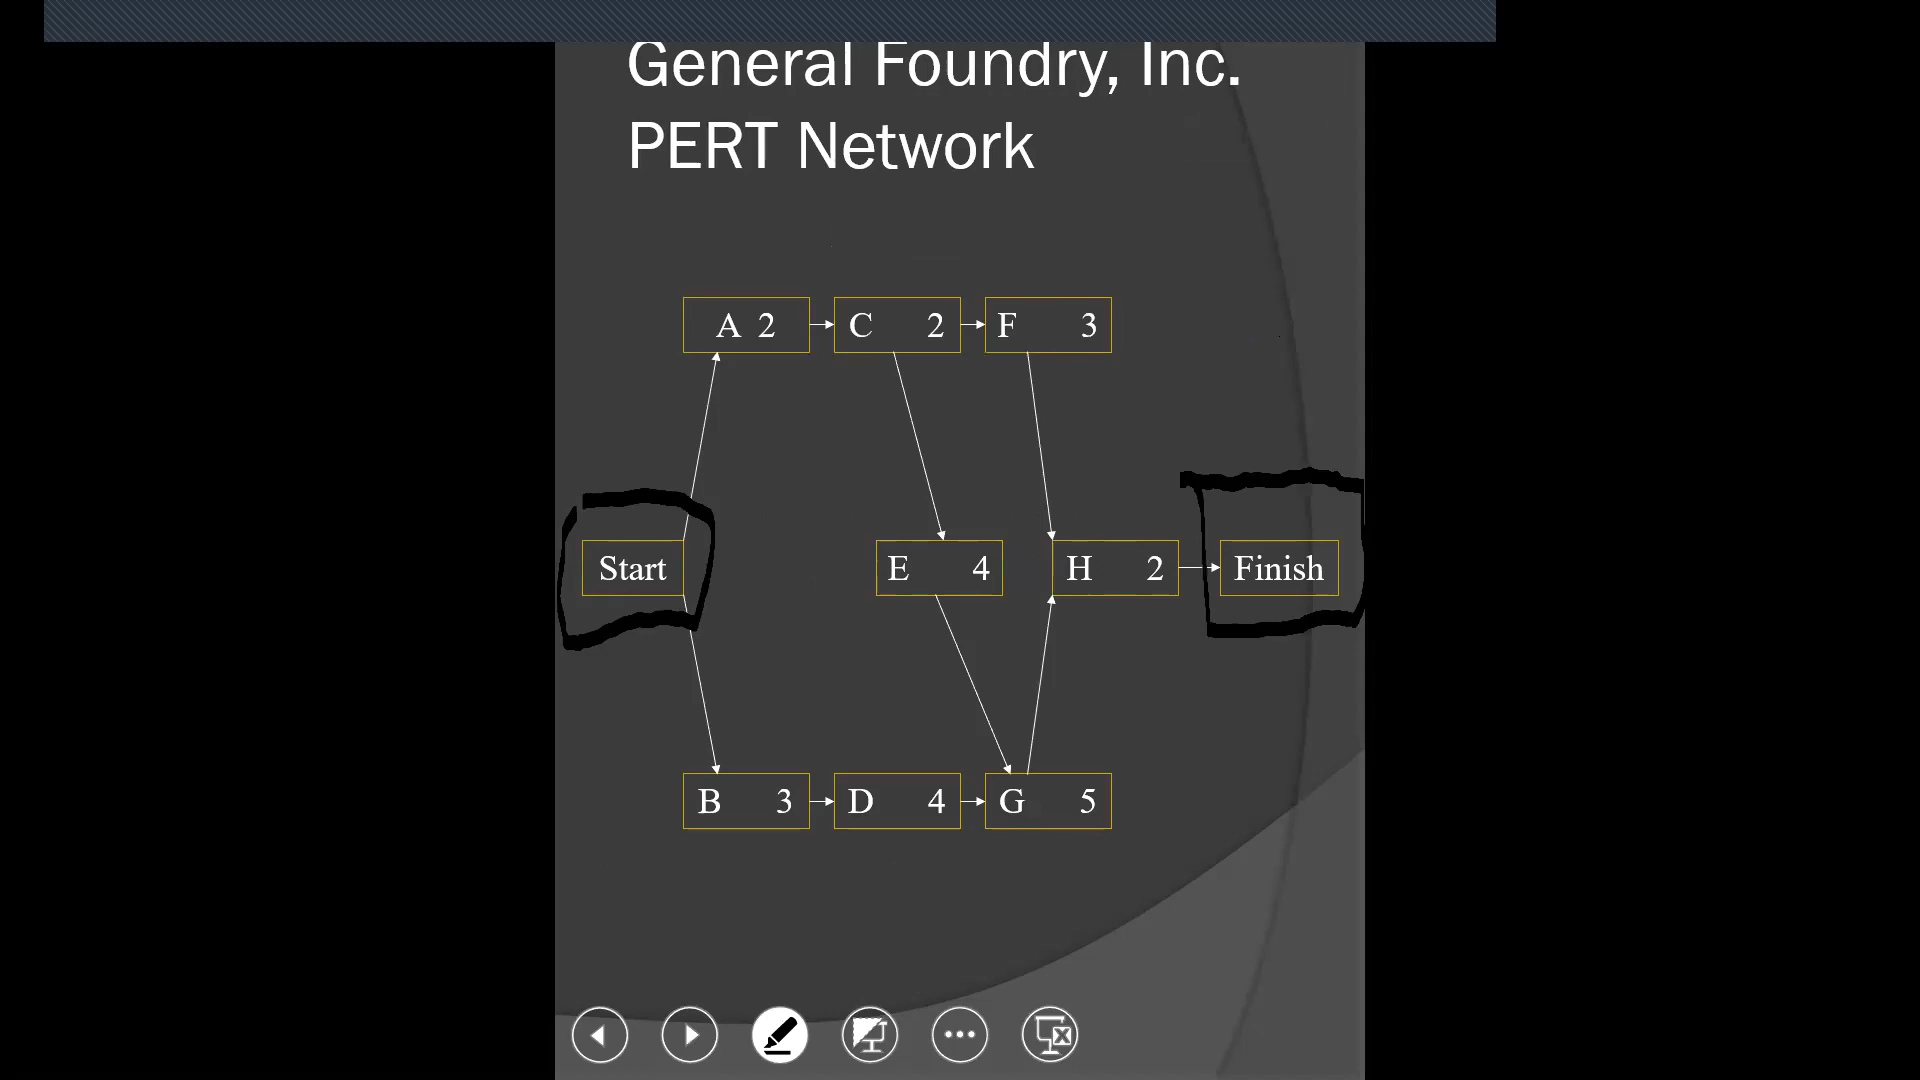 General Foundry, Inc.
PERT Network
A 2
C 2
F 3
Start
E 4
H 2
Finish
B 3
D 4
G 5